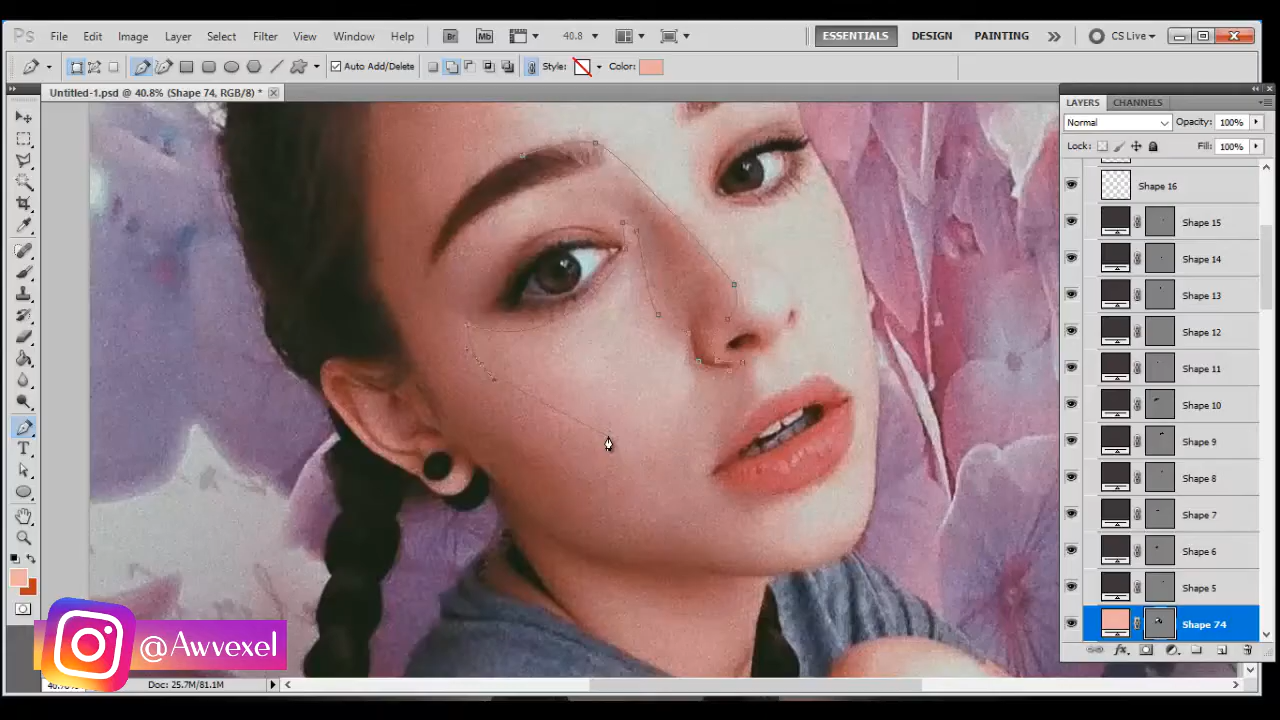 Ps File Edit Image Layer Select Filter View Window Help Br Mb 40.8 ESSENTIALS DESIGN PAINTING CS Live
Auto Add/Delete Style: Color:
Untitled-1.psd @ 40.8% (Shape 74, RGB/8) *
LAYERS CHANNELS
Normal Opacity: 100%
Lock: Fill: 100%
Shape 16
Shape 15
Shape 14
Shape 13
Shape 12
Shape 11
Shape 10
Shape 9
Shape 8
Shape 7
Shape 6
Shape 5
Shape 74
@Awvexel
Doc: 25.7M/81.1M